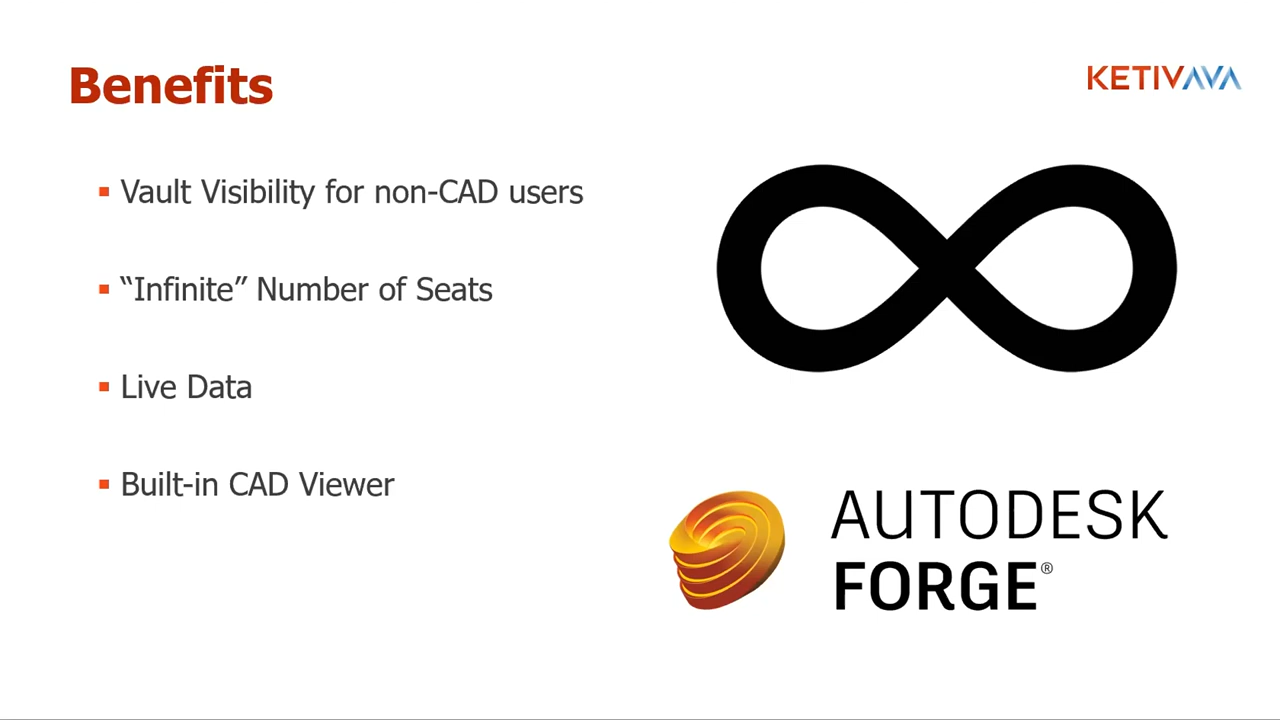 Benefits
KETIVAVA
Vault Visibility for non-CAD users
“Infinite” Number of Seats
Live Data
Built-in CAD Viewer
AUTODESK
FORGE®